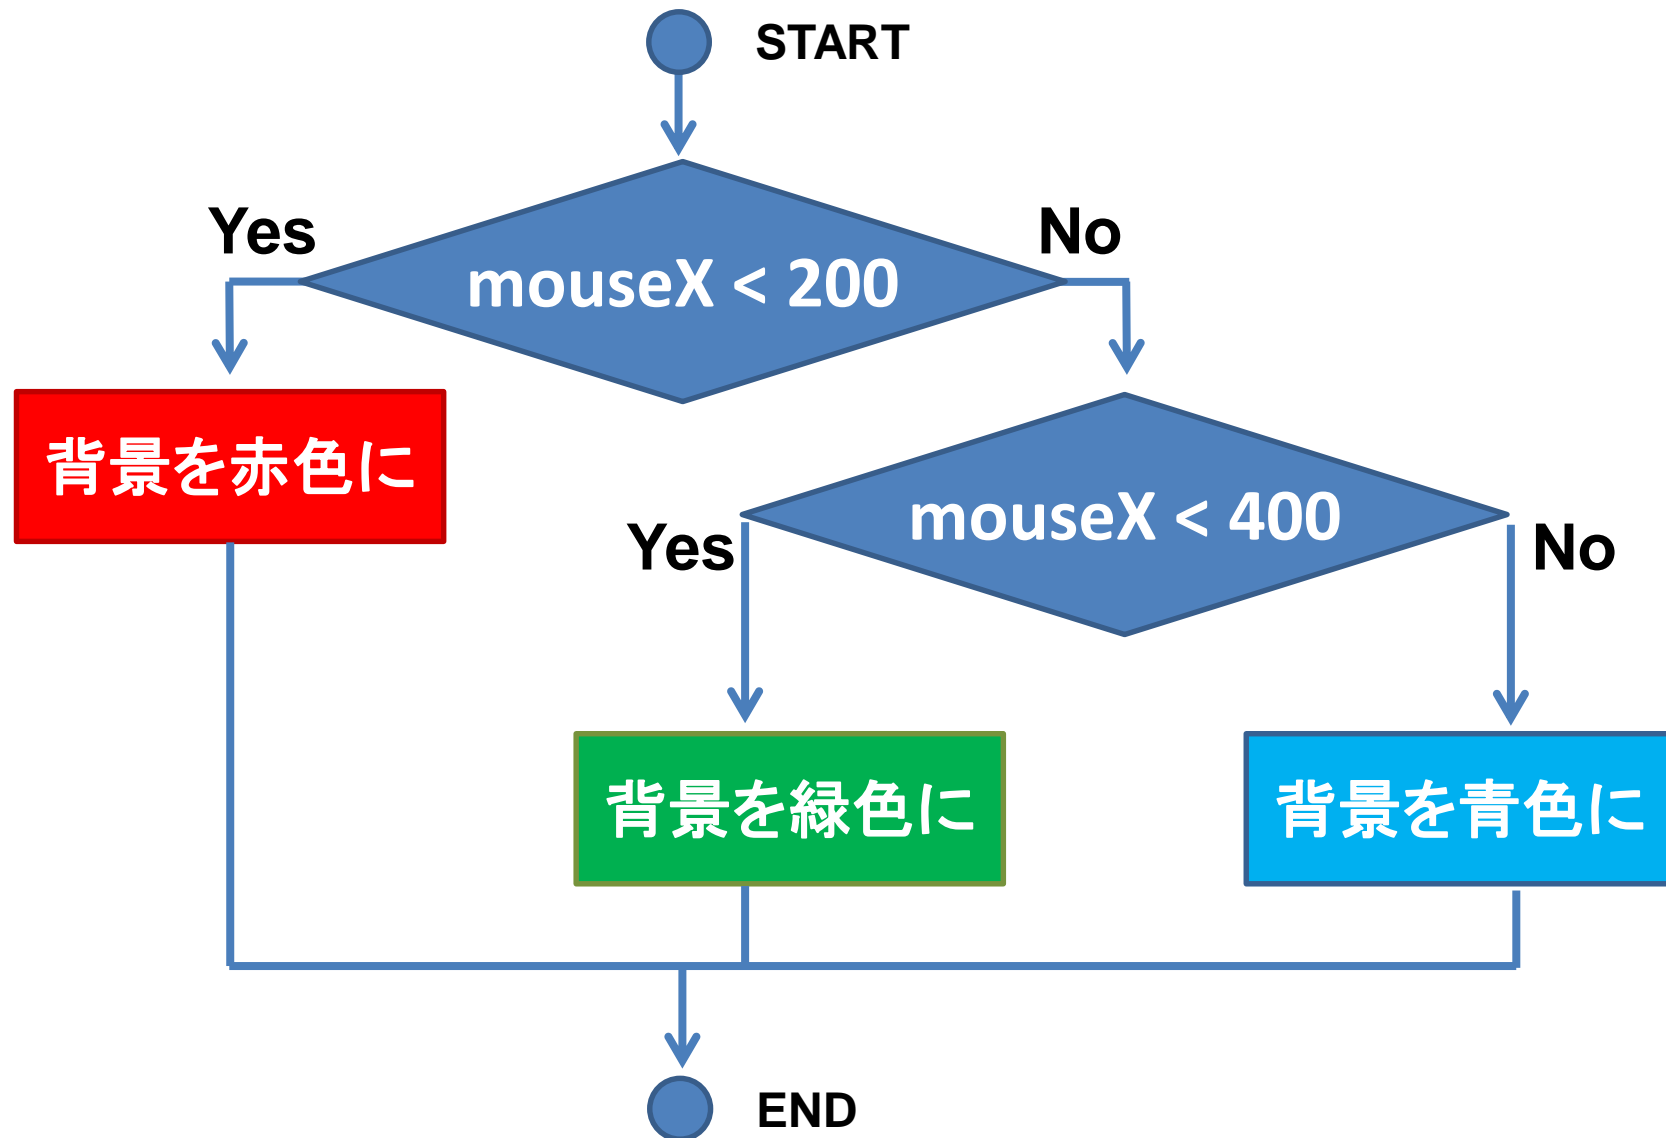 START
Yes
No
mouseX < 200
背景を赤色に
mouseX < 400
Yes
No
背景を緑色に
背景を青色に
END